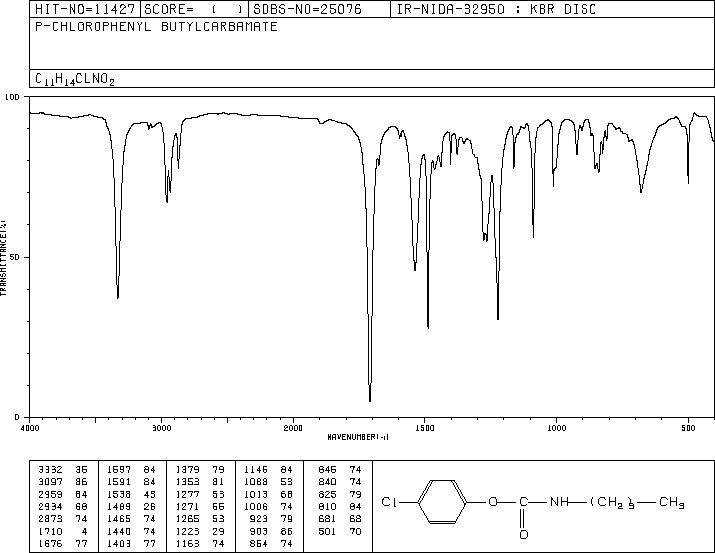 HIT-NO=11427 SCORE= ( ) SDBS-NO=25076 IR-NIDA-32950 : KBR DISC
P-CHLOROPHENYL BUTYLCARBAMATE
C11H14CLNO2
100
50
0
TRANSMITTANCE(%)
4000 3000 2000 1500 1000 500
WAVENUMBER(-1)
3332 35 1597 84 1379 79 1145 84 845 74
3097 86 1591 84 1353 81 1088 53 840 74
2959 64 1538 45 1277 53 1013 68 825 79
2934 68 1489 26 1271 55 1006 74 810 84
2873 74 1465 74 1265 53 923 79 681 68
1710 4 1440 74 1223 29 903 86 501 70
1676 77 1403 77 1163 74 854 74
Cl O C NH (CH2)3 CH3
O